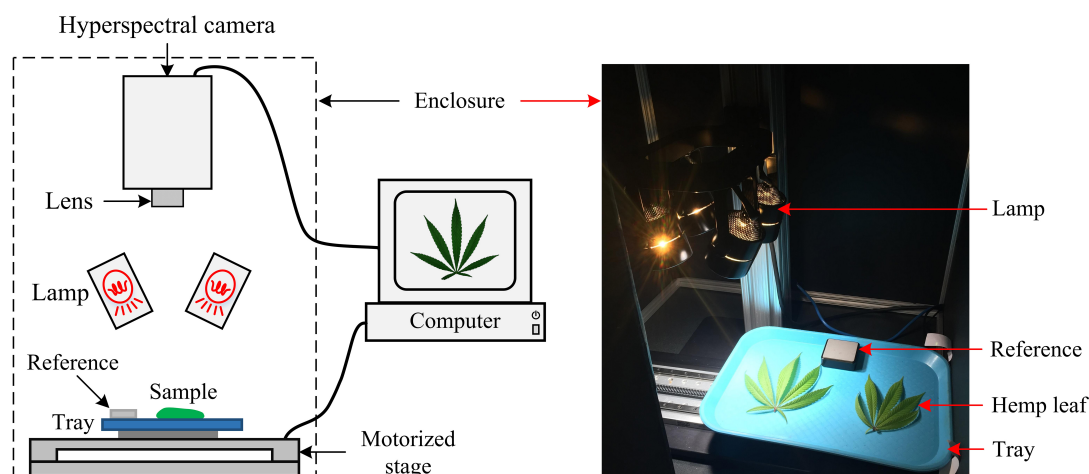 Hyperspectral camera
Enclosure
Lens
Lamp
Lamp
Computer
Reference
Sample
Reference
Tray
Hemp leaf
Motorized
stage
Tray